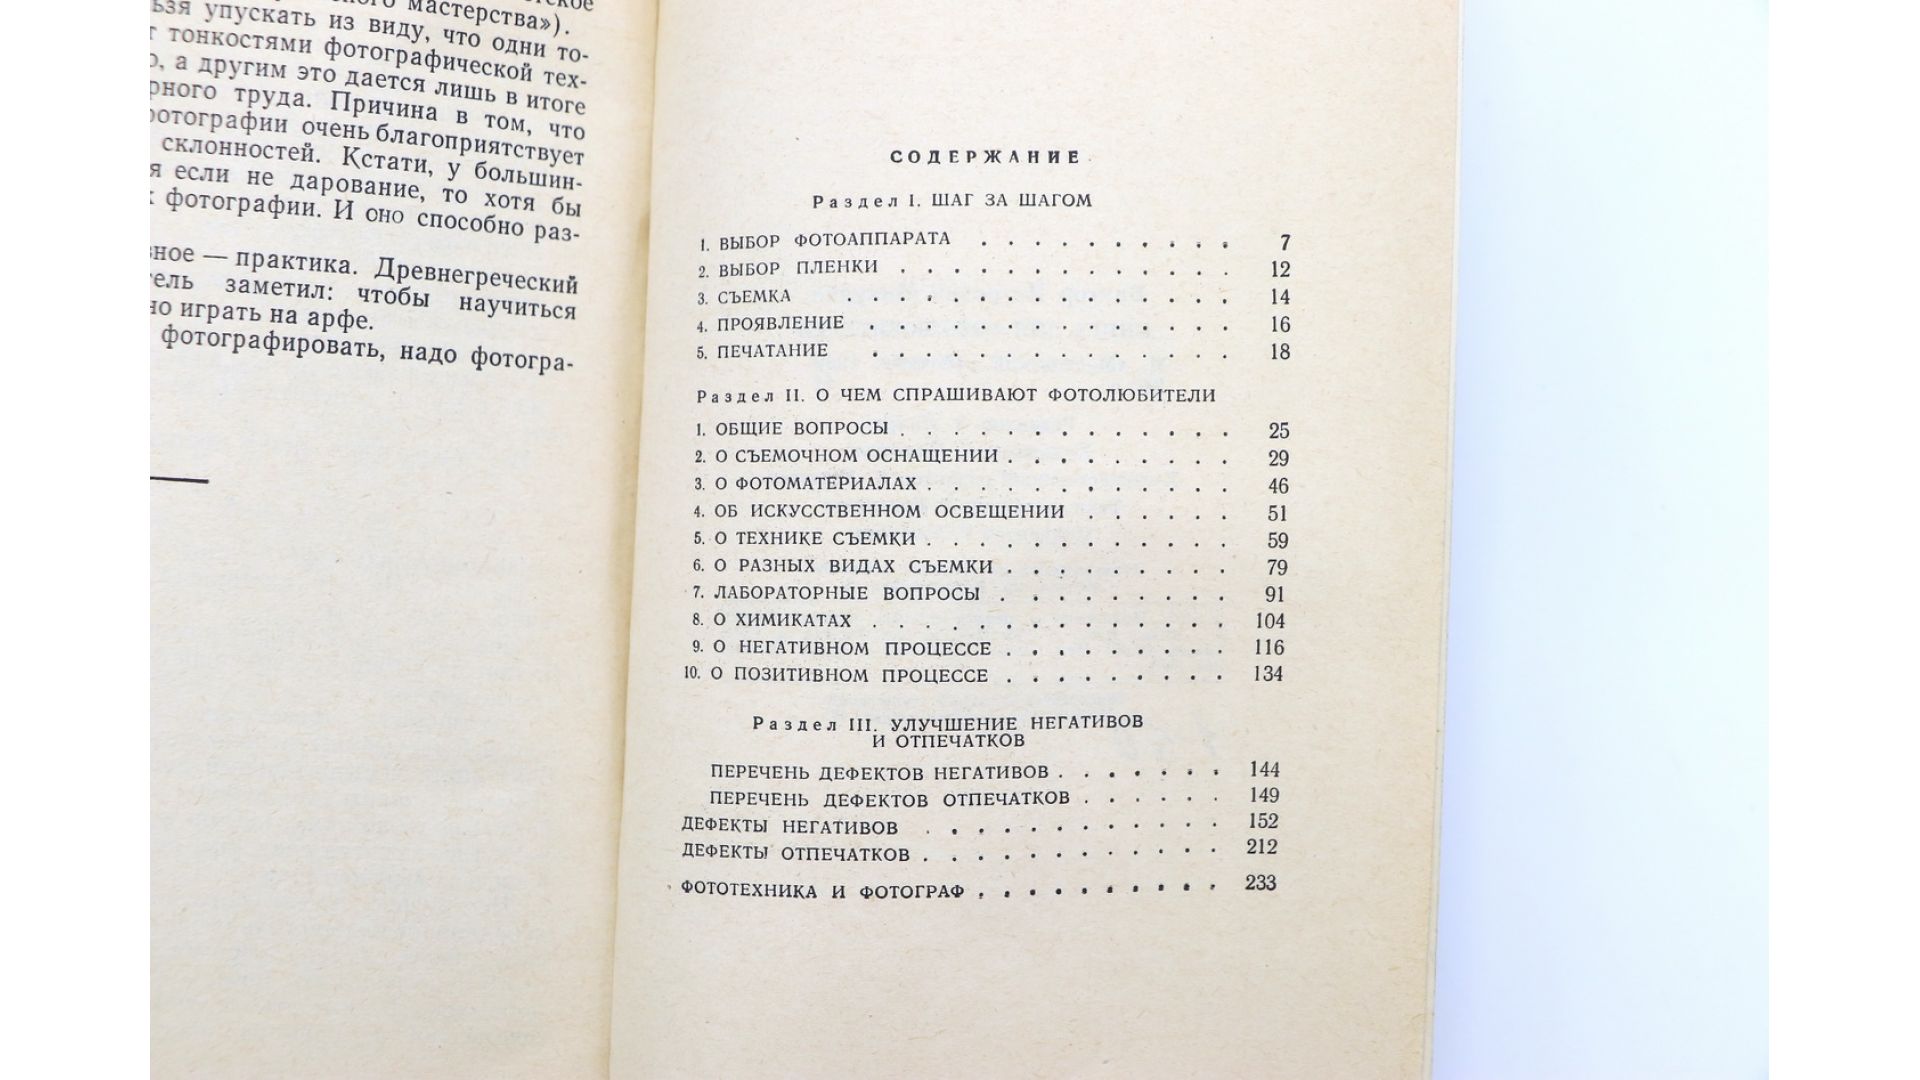 мастерства»).
упускать из виду, что одни то-
тонкостями фотографической тех-
а другим это дается лишь в итоге
труда. Причина в том, что
очень благоприятствует
склонностей. Кстати, у большин-
если не дарование, то хотя бы
фотографии. И оно способно раз-
— практика. Древнегреческий
заметил: чтобы научиться
играть на арфе.
фотографировать, надо фотогра-
СОДЕРЖАНИЕ
Раздел I. ШАГ ЗА ШАГОМ
1. ВЫБОР ФОТОАППАРАТА . . . . . . . . . . 7
2. ВЫБОР ПЛЕНКИ . . . . . . . . . . . . . 12
3. СЪЕМКА . . . . . . . . . . . . . . . 14
4. ПРОЯВЛЕНИЕ . . . . . . . . . . . . . . 16
5. ПЕЧАТАНИЕ . . . . . . . . . . . . . . 18
Раздел II. О ЧЕМ СПРАШИВАЮТ ФОТОЛЮБИТЕЛИ
1. ОБЩИЕ ВОПРОСЫ . . . . . . . . . . . . . 25
2. О СЪЕМОЧНОМ ОСНАЩЕНИИ . . . . . . . . . 29
3. О ФОТОМАТЕРИАЛАХ . . . . . . . . . . . . 46
4. ОБ ИСКУССТВЕННОМ ОСВЕЩЕНИИ . . . . . . 51
5. О ТЕХНИКЕ СЪЕМКИ . . . . . . . . . . . . 59
6. О РАЗНЫХ ВИДАХ СЪЕМКИ . . . . . . . . . 79
7. ЛАБОРАТОРНЫЕ ВОПРОСЫ . . . . . . . . . 91
8. О ХИМИКАТАХ . . . . . . . . . . . . . . 104
9. О НЕГАТИВНОМ ПРОЦЕССЕ . . . . . . . . . 116
10. О ПОЗИТИВНОМ ПРОЦЕССЕ . . . . . . . . . 134
Раздел III. УЛУЧШЕНИЕ НЕГАТИВОВ
И ОТПЕЧАТКОВ
ПЕРЕЧЕНЬ ДЕФЕКТОВ НЕГАТИВОВ . . . . . . . 144
ПЕРЕЧЕНЬ ДЕФЕКТОВ ОТПЕЧАТКОВ . . . . . . 149
ДЕФЕКТЫ НЕГАТИВОВ . . . . . . . . . . . . 152
ДЕФЕКТЫ ОТПЕЧАТКОВ . . . . . . . . . . . . 212
ФОТОТЕХНИКА И ФОТОГРАФ . . . . . . . . . . 233